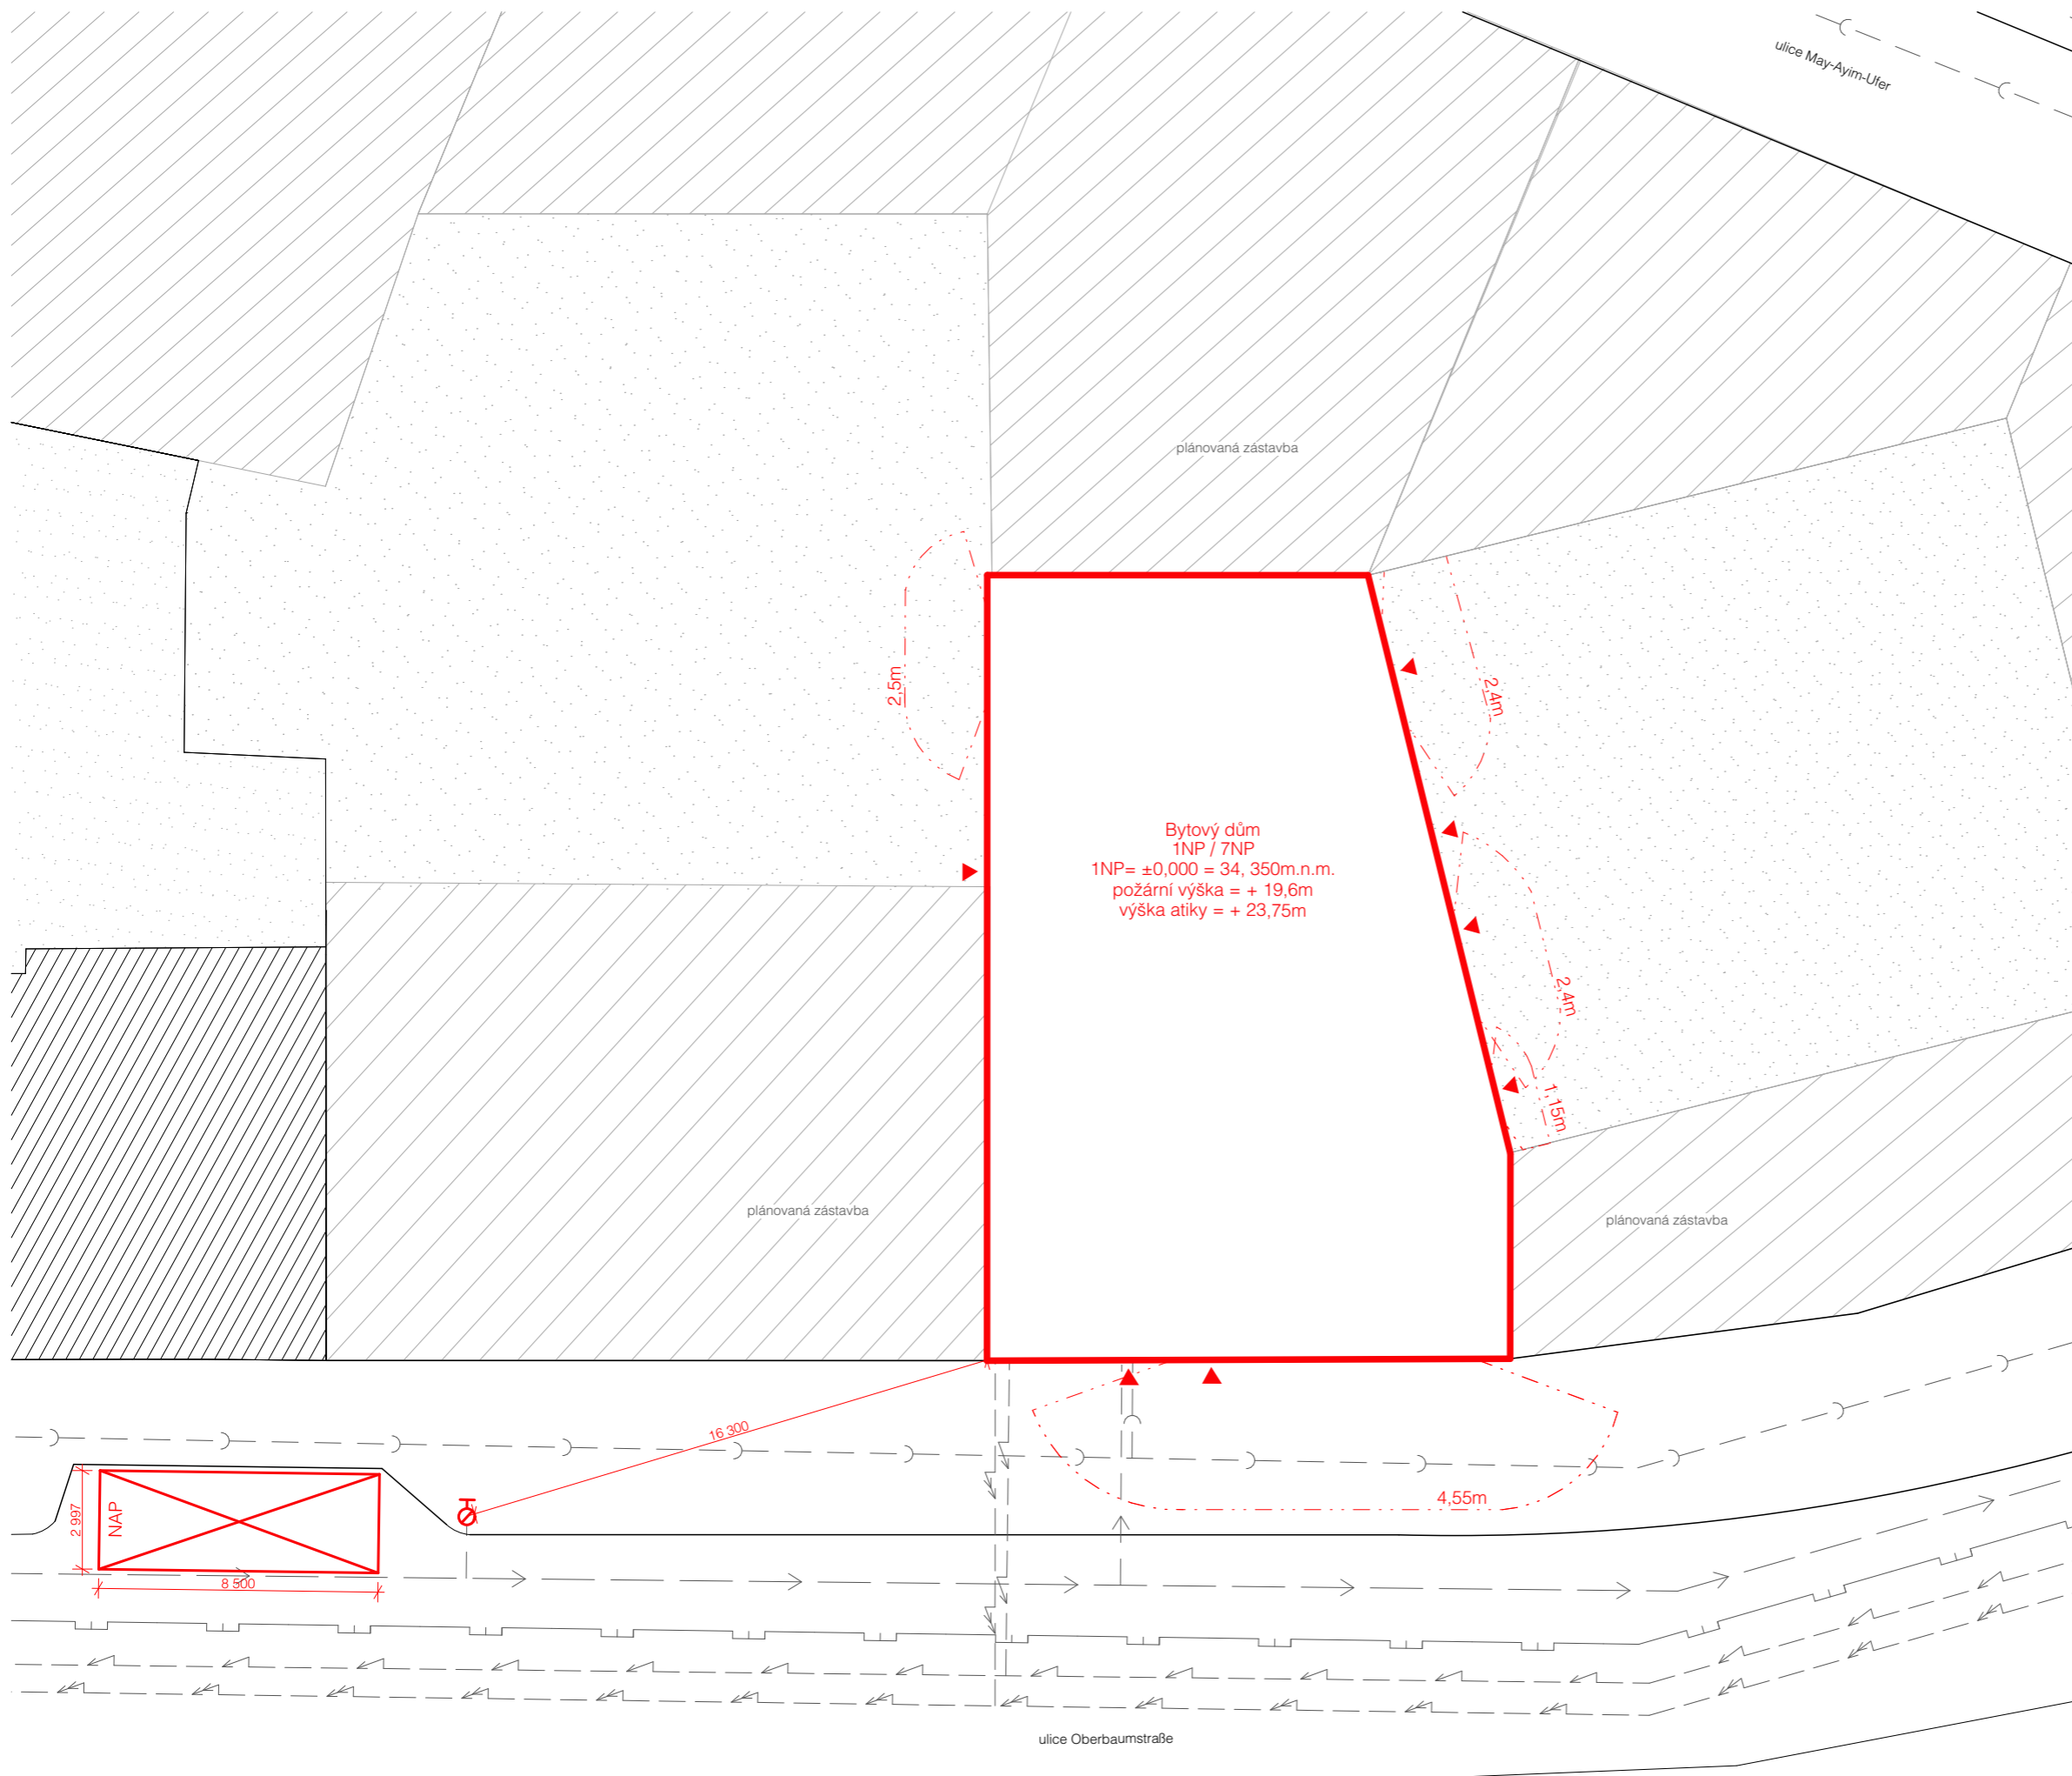 ulice May-Ayim-Ufer
plánovaná zástavba
2,5m
2,4m
Bytový dům
1NP / 7NP
1NP= ±0,000 = 34, 350m.n.m.
požární výška = + 19,6m
výška atiky = + 23,75m
2,4m
1,15m
plánovaná zástavba
plánovaná zástavba
16 300
4,55m
2 997
NAP
8 500
ulice Oberbaumstraße